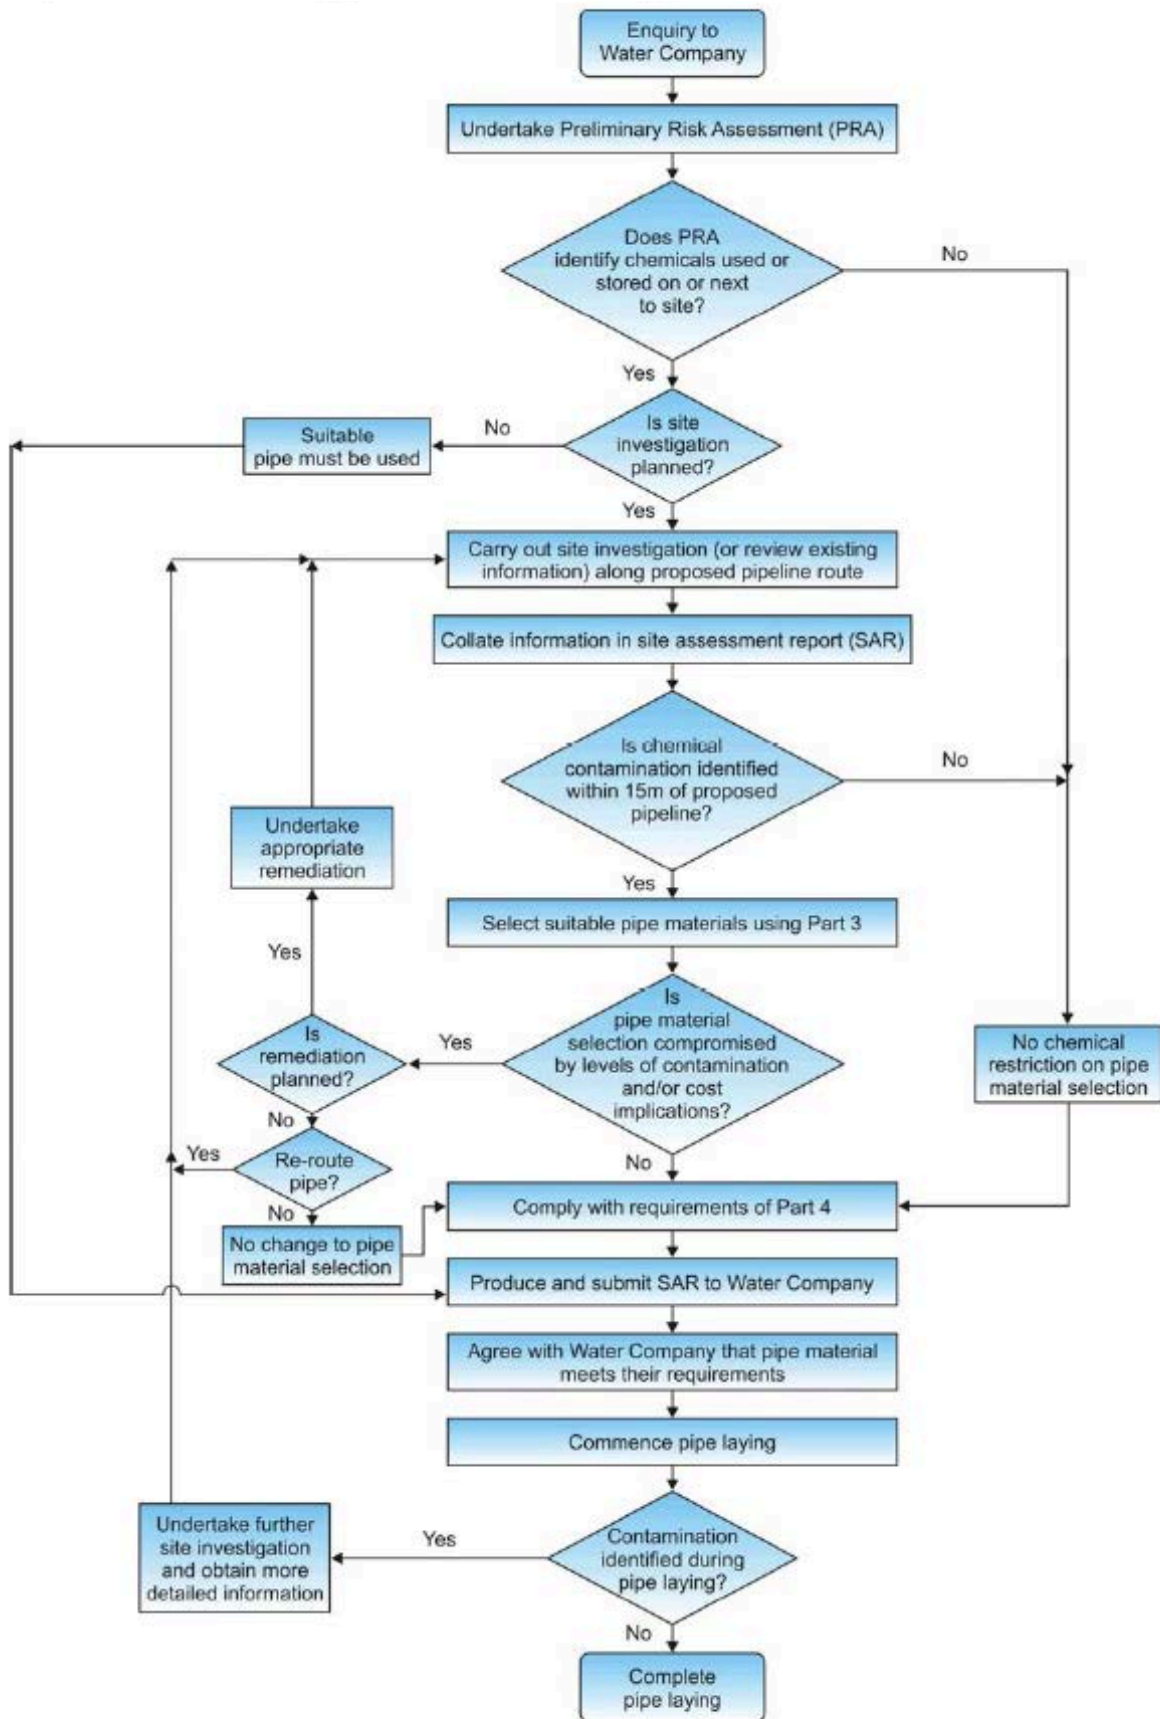 Enquiry to
Water Company
Undertake Preliminary Risk Assessment (PRA)
Does PRA
identify chemicals used or
stored on or next
to site?
No
Yes
Is site
investigation
planned?
No
Suitable
pipe must be used
Yes
Carry out site investigation (or review existing
information) along proposed pipeline route
Collate information in site assessment report (SAR)
Is chemical
contamination identified
within 15m of proposed
pipeline?
No
Undertake
appropriate
remediation
Yes
Select suitable pipe materials using Part 3
Yes
Is
pipe material
selection compromised
by levels of contamination
and/or cost
implications?
Yes
Is
remediation
planned?
No chemical
restriction on pipe
material selection
No
Yes
Re-route
pipe?
No
No
Comply with requirements of Part 4
No change to pipe
material selection
Produce and submit SAR to Water Company
Agree with Water Company that pipe material
meets their requirements
Commence pipe laying
Contamination
identified during
pipe laying?
Yes
Undertake further
site investigation
and obtain more
detailed information
No
Complete
pipe laying